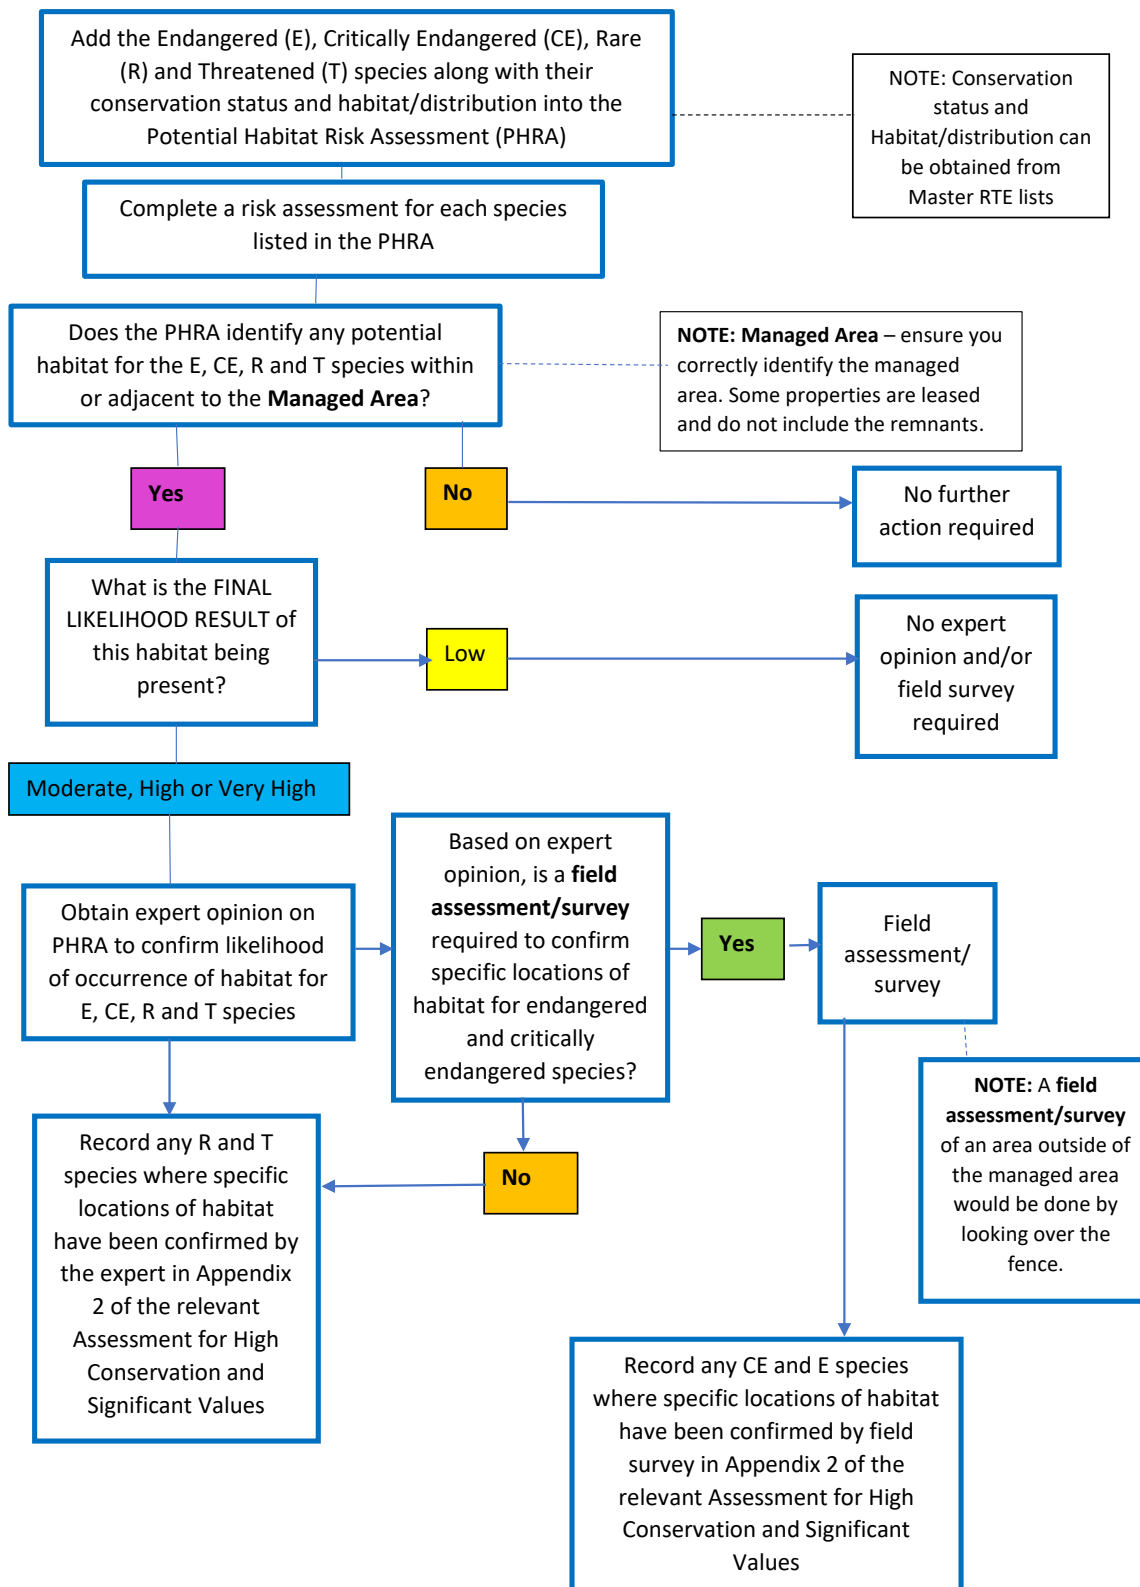 Add the Endangered (E), Critically Endangered (CE), Rare
(R) and Threatened (T) species along with their
conservation status and habitat/distribution into the
Potential Habitat Risk Assessment (PHRA)
NOTE: Conservation
status and
Habitat/distribution can
be obtained from
Master RTE lists
Complete a risk assessment for each species
listed in the PHRA
Does the PHRA identify any potential
habitat for the E, CE, R and T species within
or adjacent to the Managed Area?
NOTE: Managed Area – ensure you
correctly identify the managed
area. Some properties are leased
and do not include the remnants.
Yes
No
No further
action required
What is the FINAL
LIKELIHOOD RESULT of
this habitat being
present?
Low
No expert
opinion and/or
field survey
required
Moderate, High or Very High
Obtain expert opinion on
PHRA to confirm likelihood
of occurrence of habitat for
E, CE, R and T species
Based on expert
opinion, is a field
assessment/survey
required to confirm
specific locations of
habitat for endangered
and critically
endangered species?
Yes
Field
assessment/
survey
NOTE: A field
assessment/survey
of an area outside of
the managed area
would be done by
looking over the
fence.
No
Record any R and T
species where specific
locations of habitat
have been confirmed by
the expert in Appendix
2 of the relevant
Assessment for High
Conservation and
Significant Values
Record any CE and E species
where specific locations of habitat
have been confirmed by field
survey in Appendix 2 of the
relevant Assessment for High
Conservation and Significant
Values